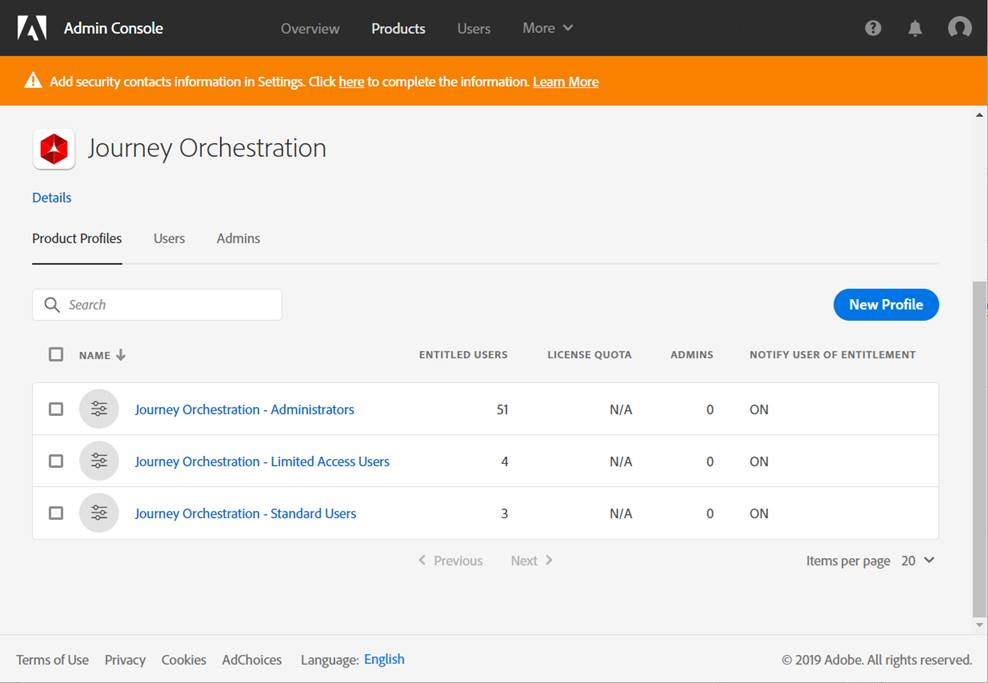 Admin Console Overview Products Users More
Add security contacts information in Settings. Click here to complete the information. Learn More
Journey Orchestration
Details
Product Profiles Users Admins
Search New Profile
NAME ENTITLED USERS LICENSE QUOTA ADMINS NOTIFY USER OF ENTITLEMENT
Journey Orchestration - Administrators 51 N/A 0 ON
Journey Orchestration - Limited Access Users 4 N/A 0 ON
Journey Orchestration - Standard Users 3 N/A 0 ON
Previous Next Items per page 20
Terms of Use Privacy Cookies AdChoices Language: English © 2019 Adobe. All rights reserved.